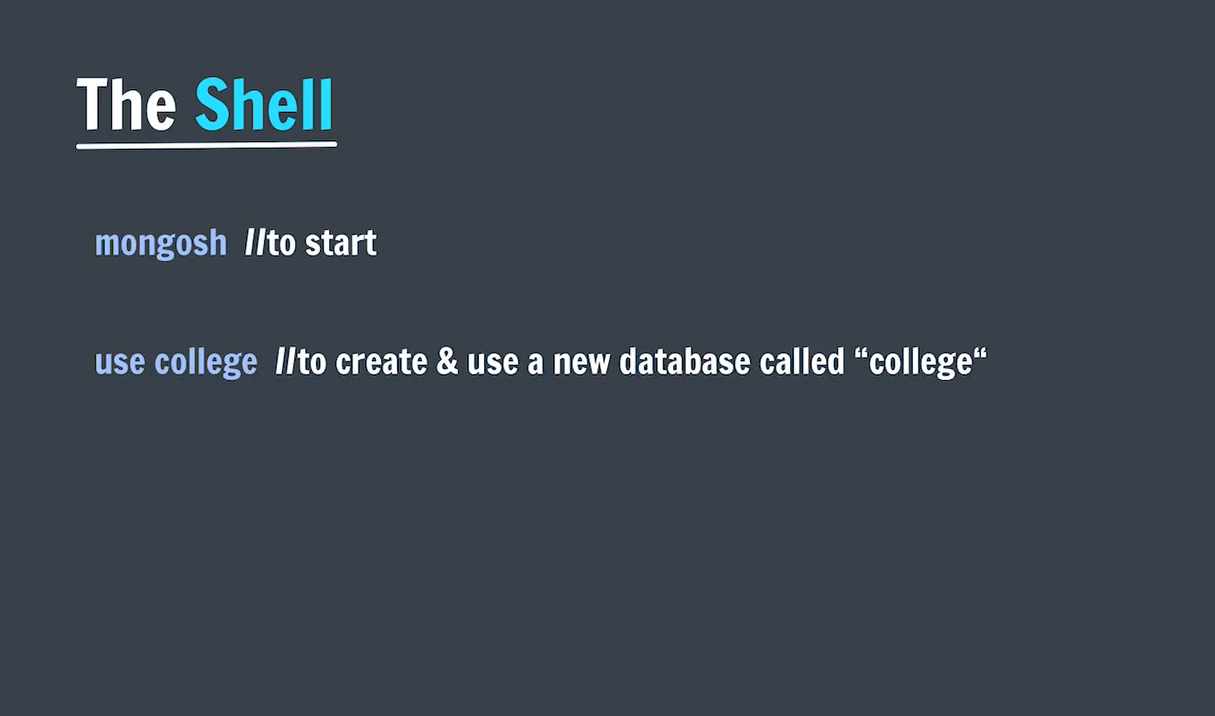 The Shell
mongosh //to start
use college //to create & use a new database called “college“